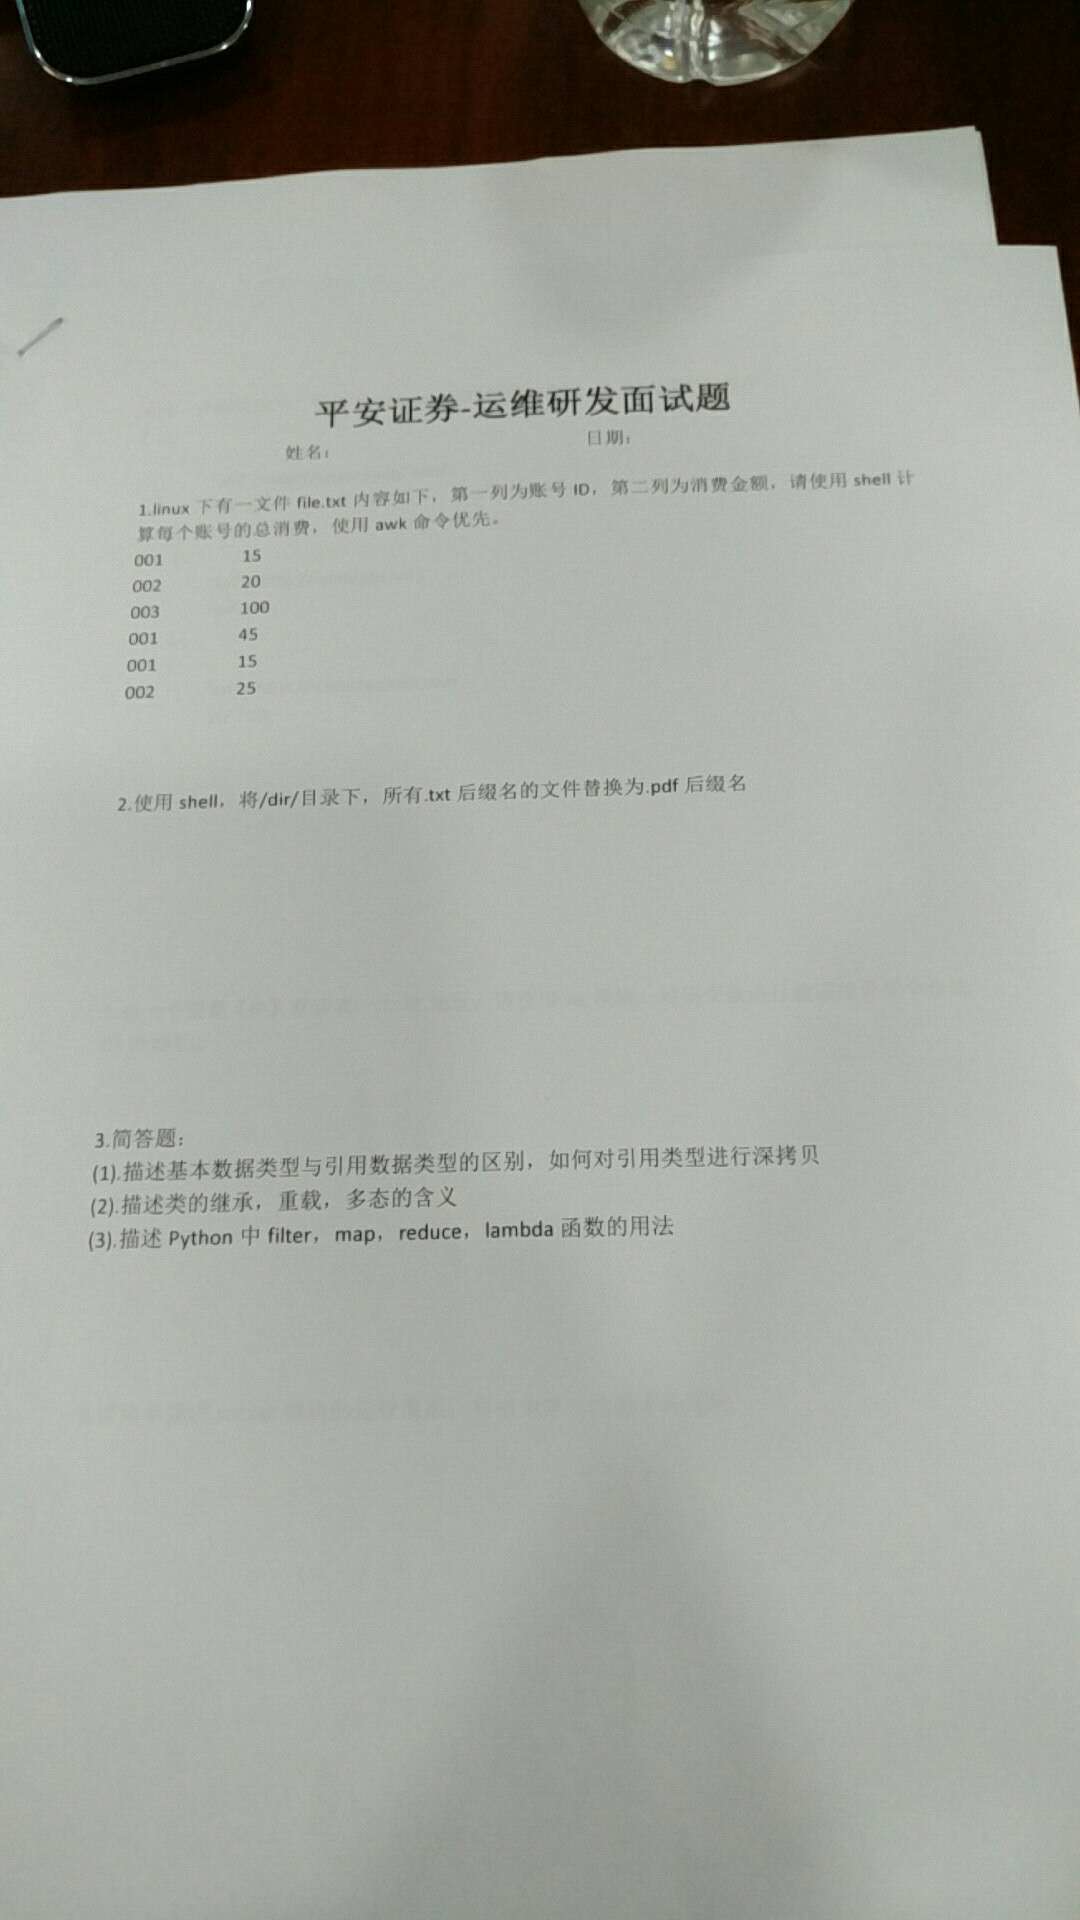 平安证券-运维研发面试题
姓名： 日期：
1.linux 下有一文件 file.txt 内容如下，第一列为账号 ID，第二列为消费金额，请使用 shell 计
算每个账号的总消费，使用 awk 命令优先。
001 15
002 20
003 100
001 45
001 15
002 25
2.使用 shell，将/dir/目录下，所有.txt 后缀名的文件替换为.pdf 后缀名
3.简答题：
(1).描述基本数据类型与引用数据类型的区别，如何对引用类型进行深拷贝
(2).描述类的继承，重载，多态的含义
(3).描述 Python 中 filter，map，reduce，lambda 函数的用法